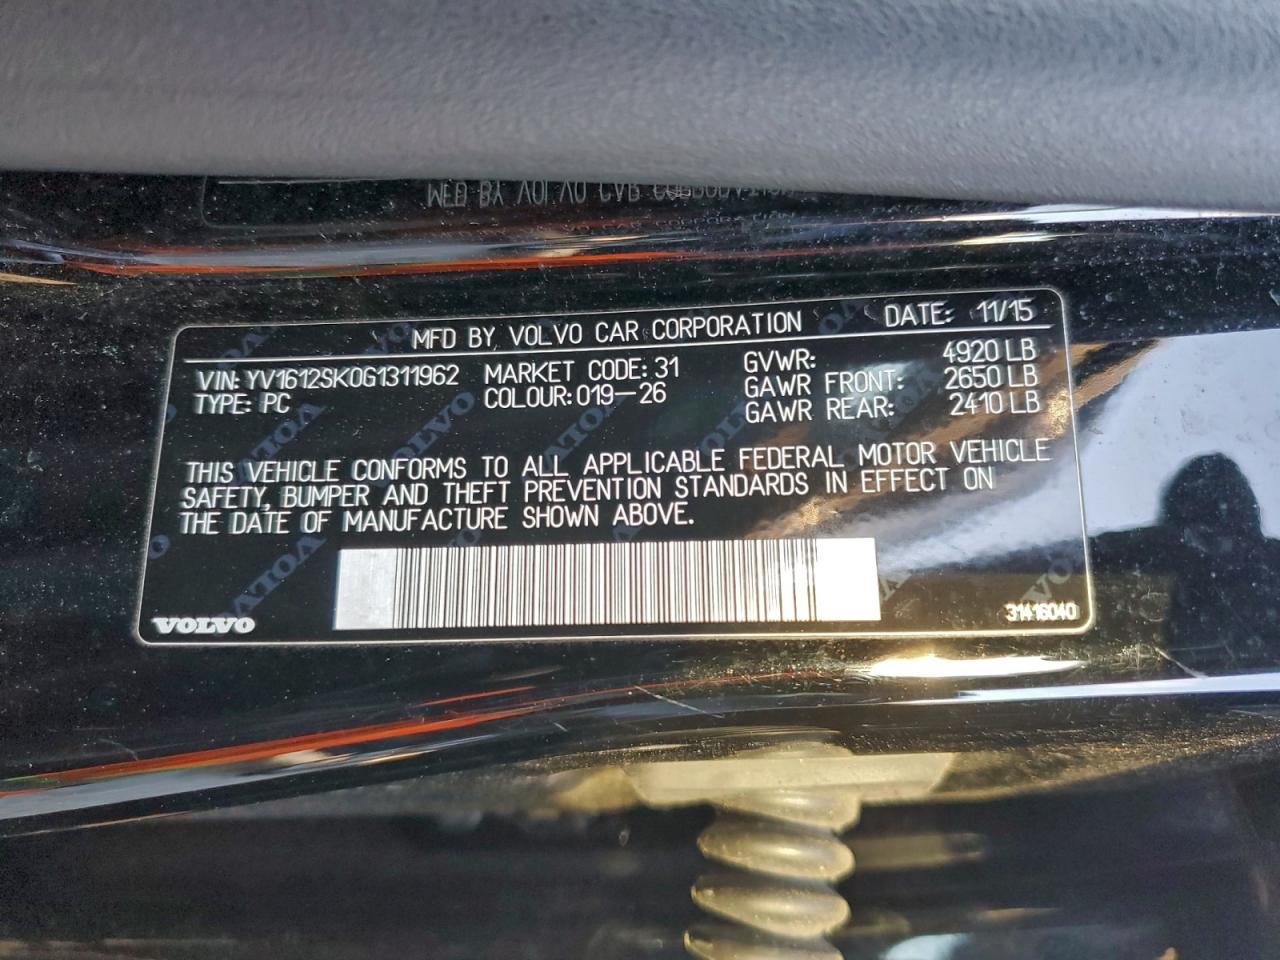 MFD BY VOLVO CAR CORPORATION DATE: 11/15
VIN: YV1612SK0G1311962 MARKET CODE: 31 GVWR: 4920 LB
TYPE: PC COLOUR: 019-26 GAWR FRONT: 2650 LB
GAWR REAR: 2410 LB
THIS VEHICLE CONFORMS TO ALL APPLICABLE FEDERAL MOTOR VEHICLE
SAFETY, BUMPER AND THEFT PREVENTION STANDARDS IN EFFECT ON
THE DATE OF MANUFACTURE SHOWN ABOVE.
VOLVO 31416040